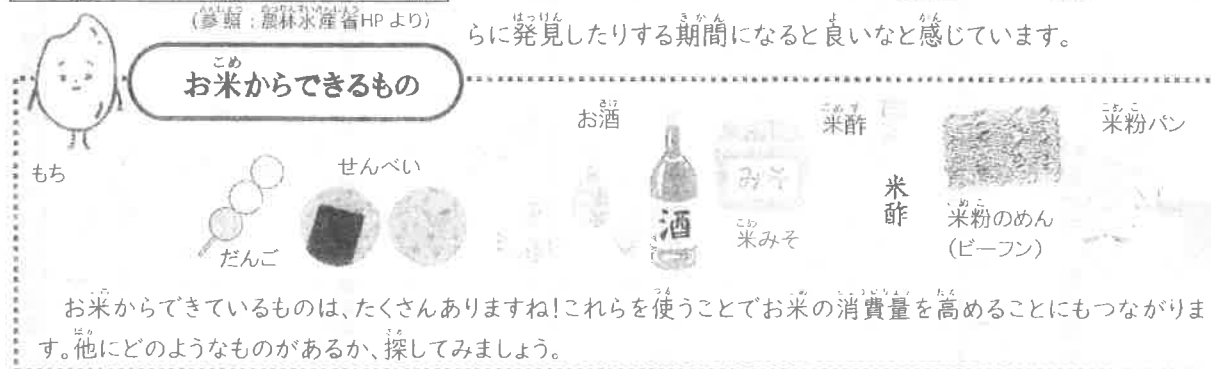 (参照：農林水産省HPより)
らに発見したりする期間になると良いなと感じています。
お米からできるもの
もち
だんご
せんべい
お酒
酒
みそ
米みそ
米酢
米酢
米粉のめん
(ビーフン)
米粉パン
お米からできているものは、たくさんありますね!これらを使うことでお米の消費量を高めることにもつながりま
す。他にどのようなものがあるか、探してみましょう。